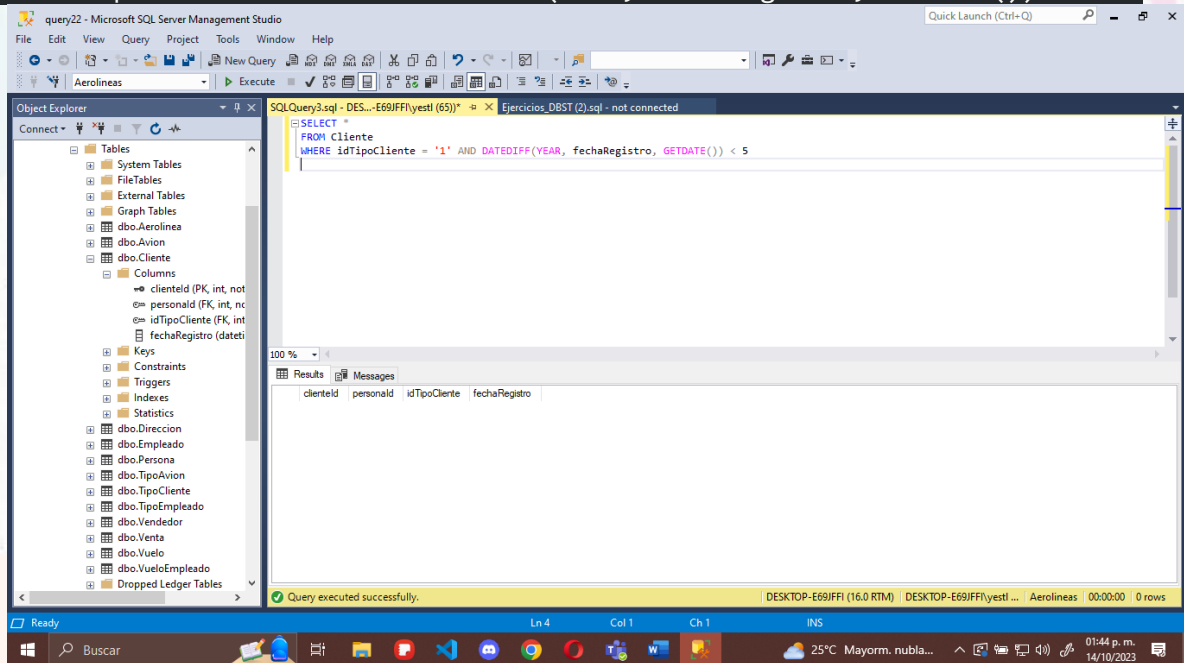 query22 - Microsoft SQL Server Management Studio
Quick Launch (Ctrl+Q)
File Edit View Query Project Tools Window Help
New Query
Aerolineas
Execute
Object Explorer
Connect
Tables
System Tables
FileTables
External Tables
Graph Tables
dbo.Aerolinea
dbo.Avion
dbo.Cliente
Columns
clienteId (PK, int, not
personaId (FK, int, nc
idTipoCliente (FK, int
fechaRegistro (dateti
Keys
Constraints
Triggers
Indexes
Statistics
dbo.Direccion
dbo.Empleado
dbo.Persona
dbo.TipoAvion
dbo.TipoCliente
dbo.TipoEmpleado
dbo.Vendedor
dbo.Venta
dbo.Vuelo
dbo.VueloEmpleado
Dropped Ledger Tables
SQLQuery3.sql - DES...-E69JFFI\yestl (65))*
Ejercicios_DBST (2).sql - not connected
SELECT *
FROM Cliente
WHERE idTipoCliente = '1' AND DATEDIFF(YEAR, fechaRegistro, GETDATE()) < 5
100 %
Results Messages
clienteId personaId idTipoCliente fechaRegistro
Query executed successfully.
DESKTOP-E69JFFI (16.0 RTM) DESKTOP-E69JFFI\yestl ... Aerolineas 00:00:00 0 rows
Ready Ln 4 Col 1 Ch 1 INS
Buscar
25°C Mayorm. nubla...
01:44 p. m.
14/10/2023